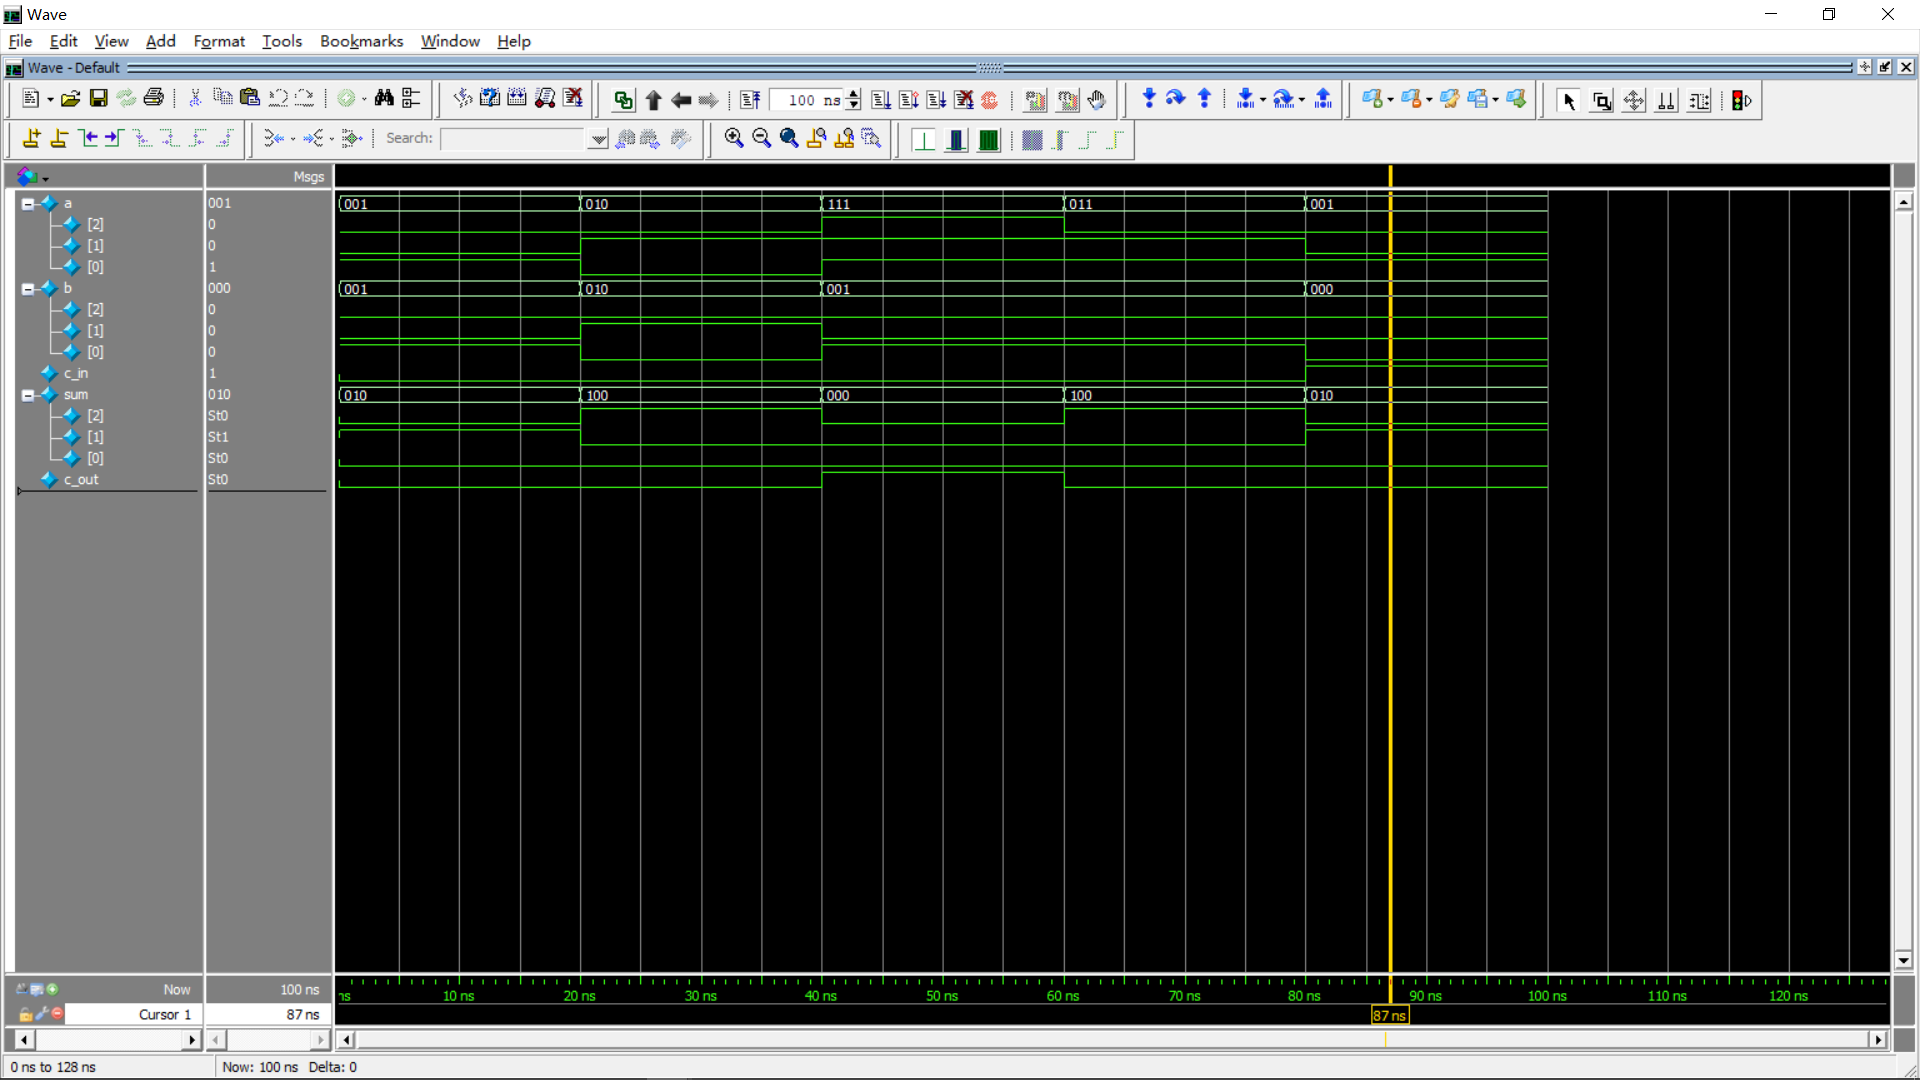 Wave
File Edit View Add Format Tools Bookmarks Window Help
Wave - Default
100 ns
Search:
Msgs
a 001 001 010 111 011 001
[2] 0
[1] 0
[0] 1
b 000 001 010 001 000
[2] 0
[1] 0
[0] 0
c_in 1
sum 010 010 100 000 100 010
[2] St0
[1] St1
[0] St0
c_out St0
Now 100 ns ns 10 ns 20 ns 30 ns 40 ns 50 ns 60 ns 70 ns 80 ns 90 ns 100 ns 110 ns 120 ns
Cursor 1 87 ns 87 ns
0 ns to 128 ns Now: 100 ns Delta: 0